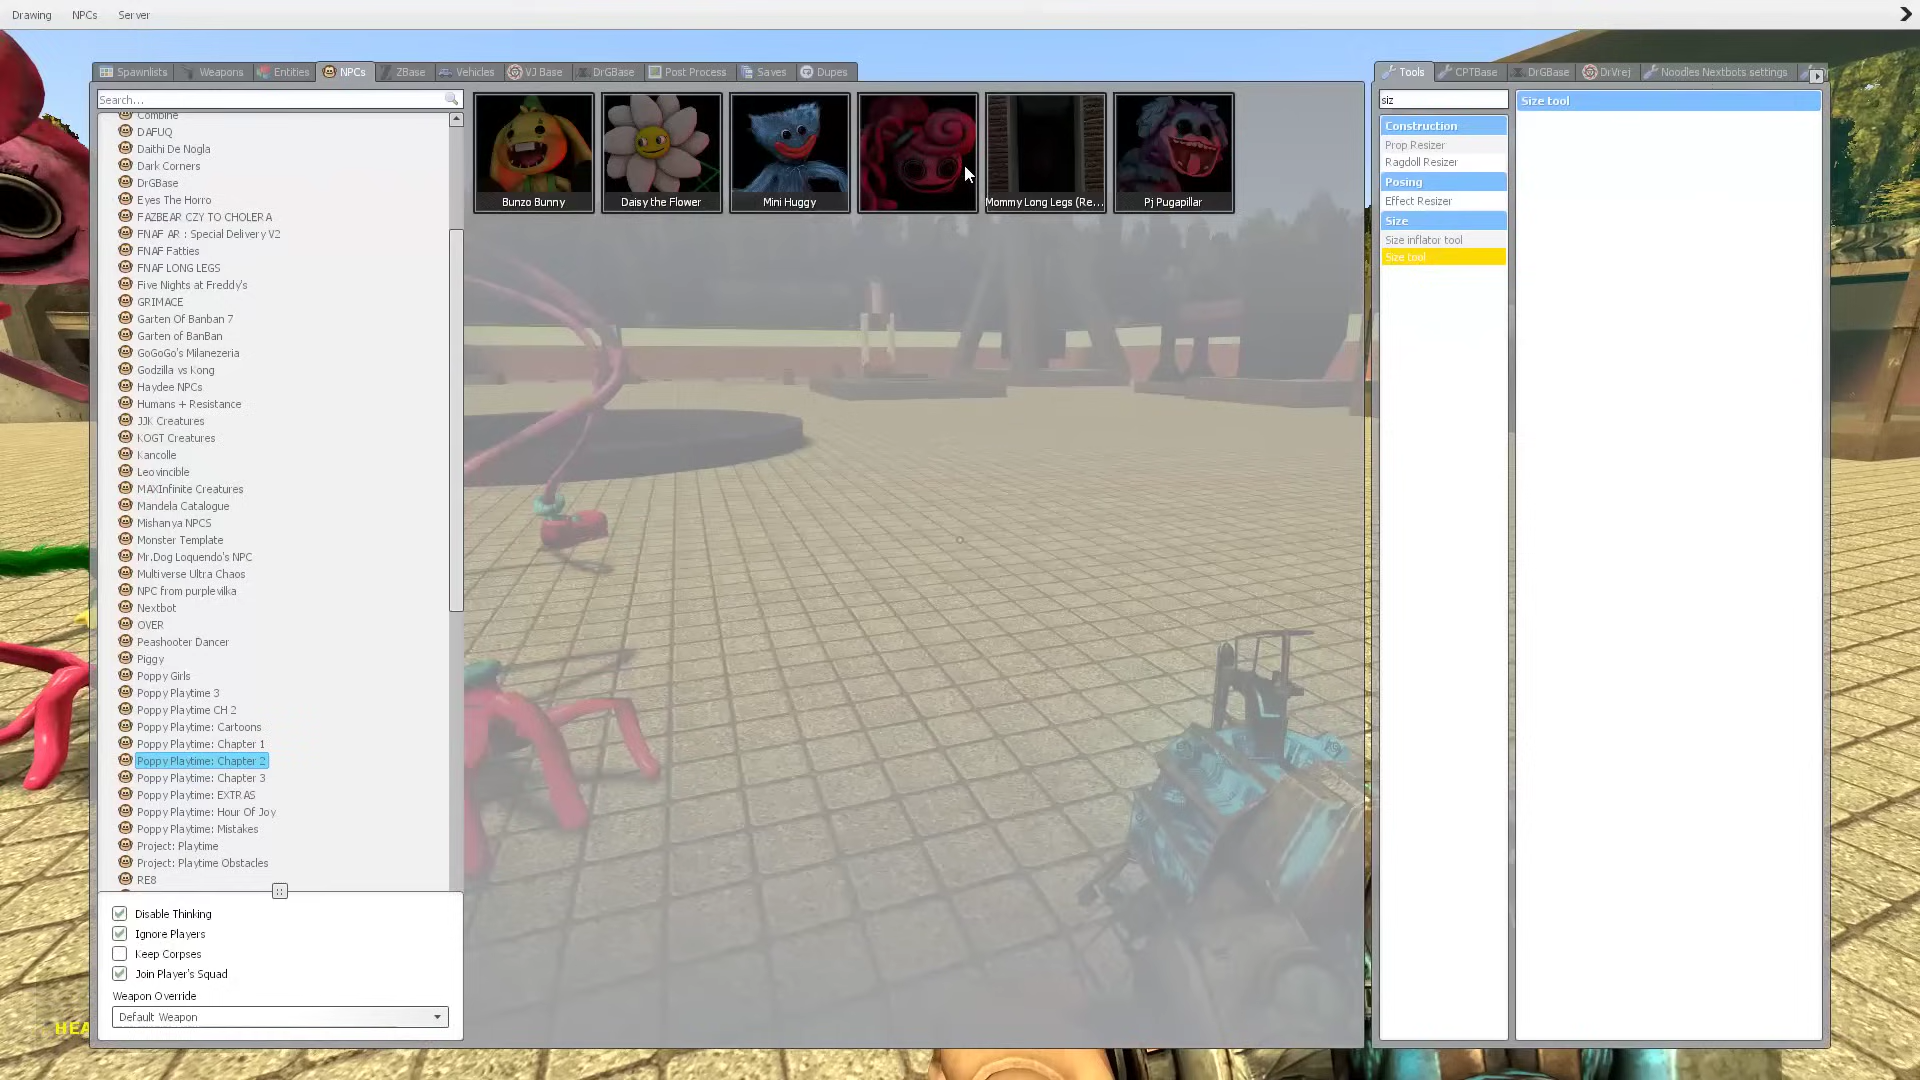 Drawing NPCs Server
Spawnlists Weapons Entities NPCs ZBase Vehicles VJ Base DrGBase Post Process Saves Dupes
Search...
Combine
DAFUQ
Daithi De Nogla
Dark Corners
DrGBase
Eyes The Horro
FAZBEAR CZY TO CHOLERA
FNAF AR : Special Delivery V2
FNAF Fatties
FNAF LONG LEGS
Five Nights at Freddy's
GRIMACE
Garten Of Banban 7
Garten of BanBan
GoGoGo's Milanezeria
Godzilla vs Kong
Haydee NPCs
Humans + Resistance
JJK Creatures
KOGT Creatures
Kancolle
Leovincible
MAXInfinite Creatures
Mandela Catalogue
Mishanya NPCS
Monster Template
Mr.Dog Loquendo's NPC
Multiverse Ultra Chaos
NPC from purplevilka
Nextbot
OVER
Peashooter Dancer
Piggy
Poppy Girls
Poppy Playtime 3
Poppy Playtime CH 2
Poppy Playtime: Cartoons
Poppy Playtime: Chapter 1
Poppy Playtime: Chapter 2
Poppy Playtime: Chapter 3
Poppy Playtime: EXTRAS
Poppy Playtime: Hour Of Joy
Poppy Playtime: Mistakes
Project: Playtime
Project: Playtime Obstacles
RE8
Disable Thinking
Ignore Players
Keep Corpses
Join Player's Squad
Weapon Override
Default Weapon
Bunzo Bunny Daisy the Flower Mini Huggy Mommy Long Legs (Re... Pj Pugapillar
Tools CPTBase DrGBase DrVrej Noodles Nextbots settings
siz
Construction
Prop Resizer
Ragdoll Resizer
Posing
Effect Resizer
Size
Size inflator tool
Size tool
Size tool
HEA